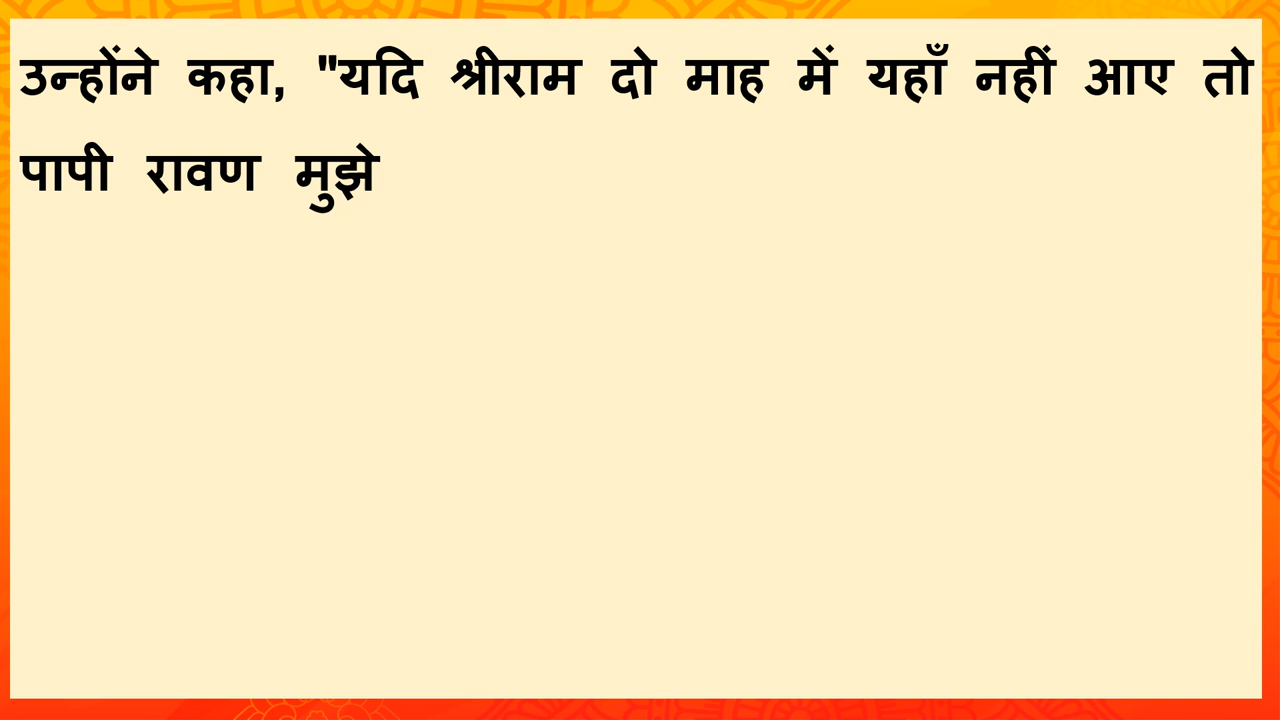 उन्होंने कहा, "यदि श्रीराम दो माह में यहाँ नहीं आए तो
पापी रावण मुझे